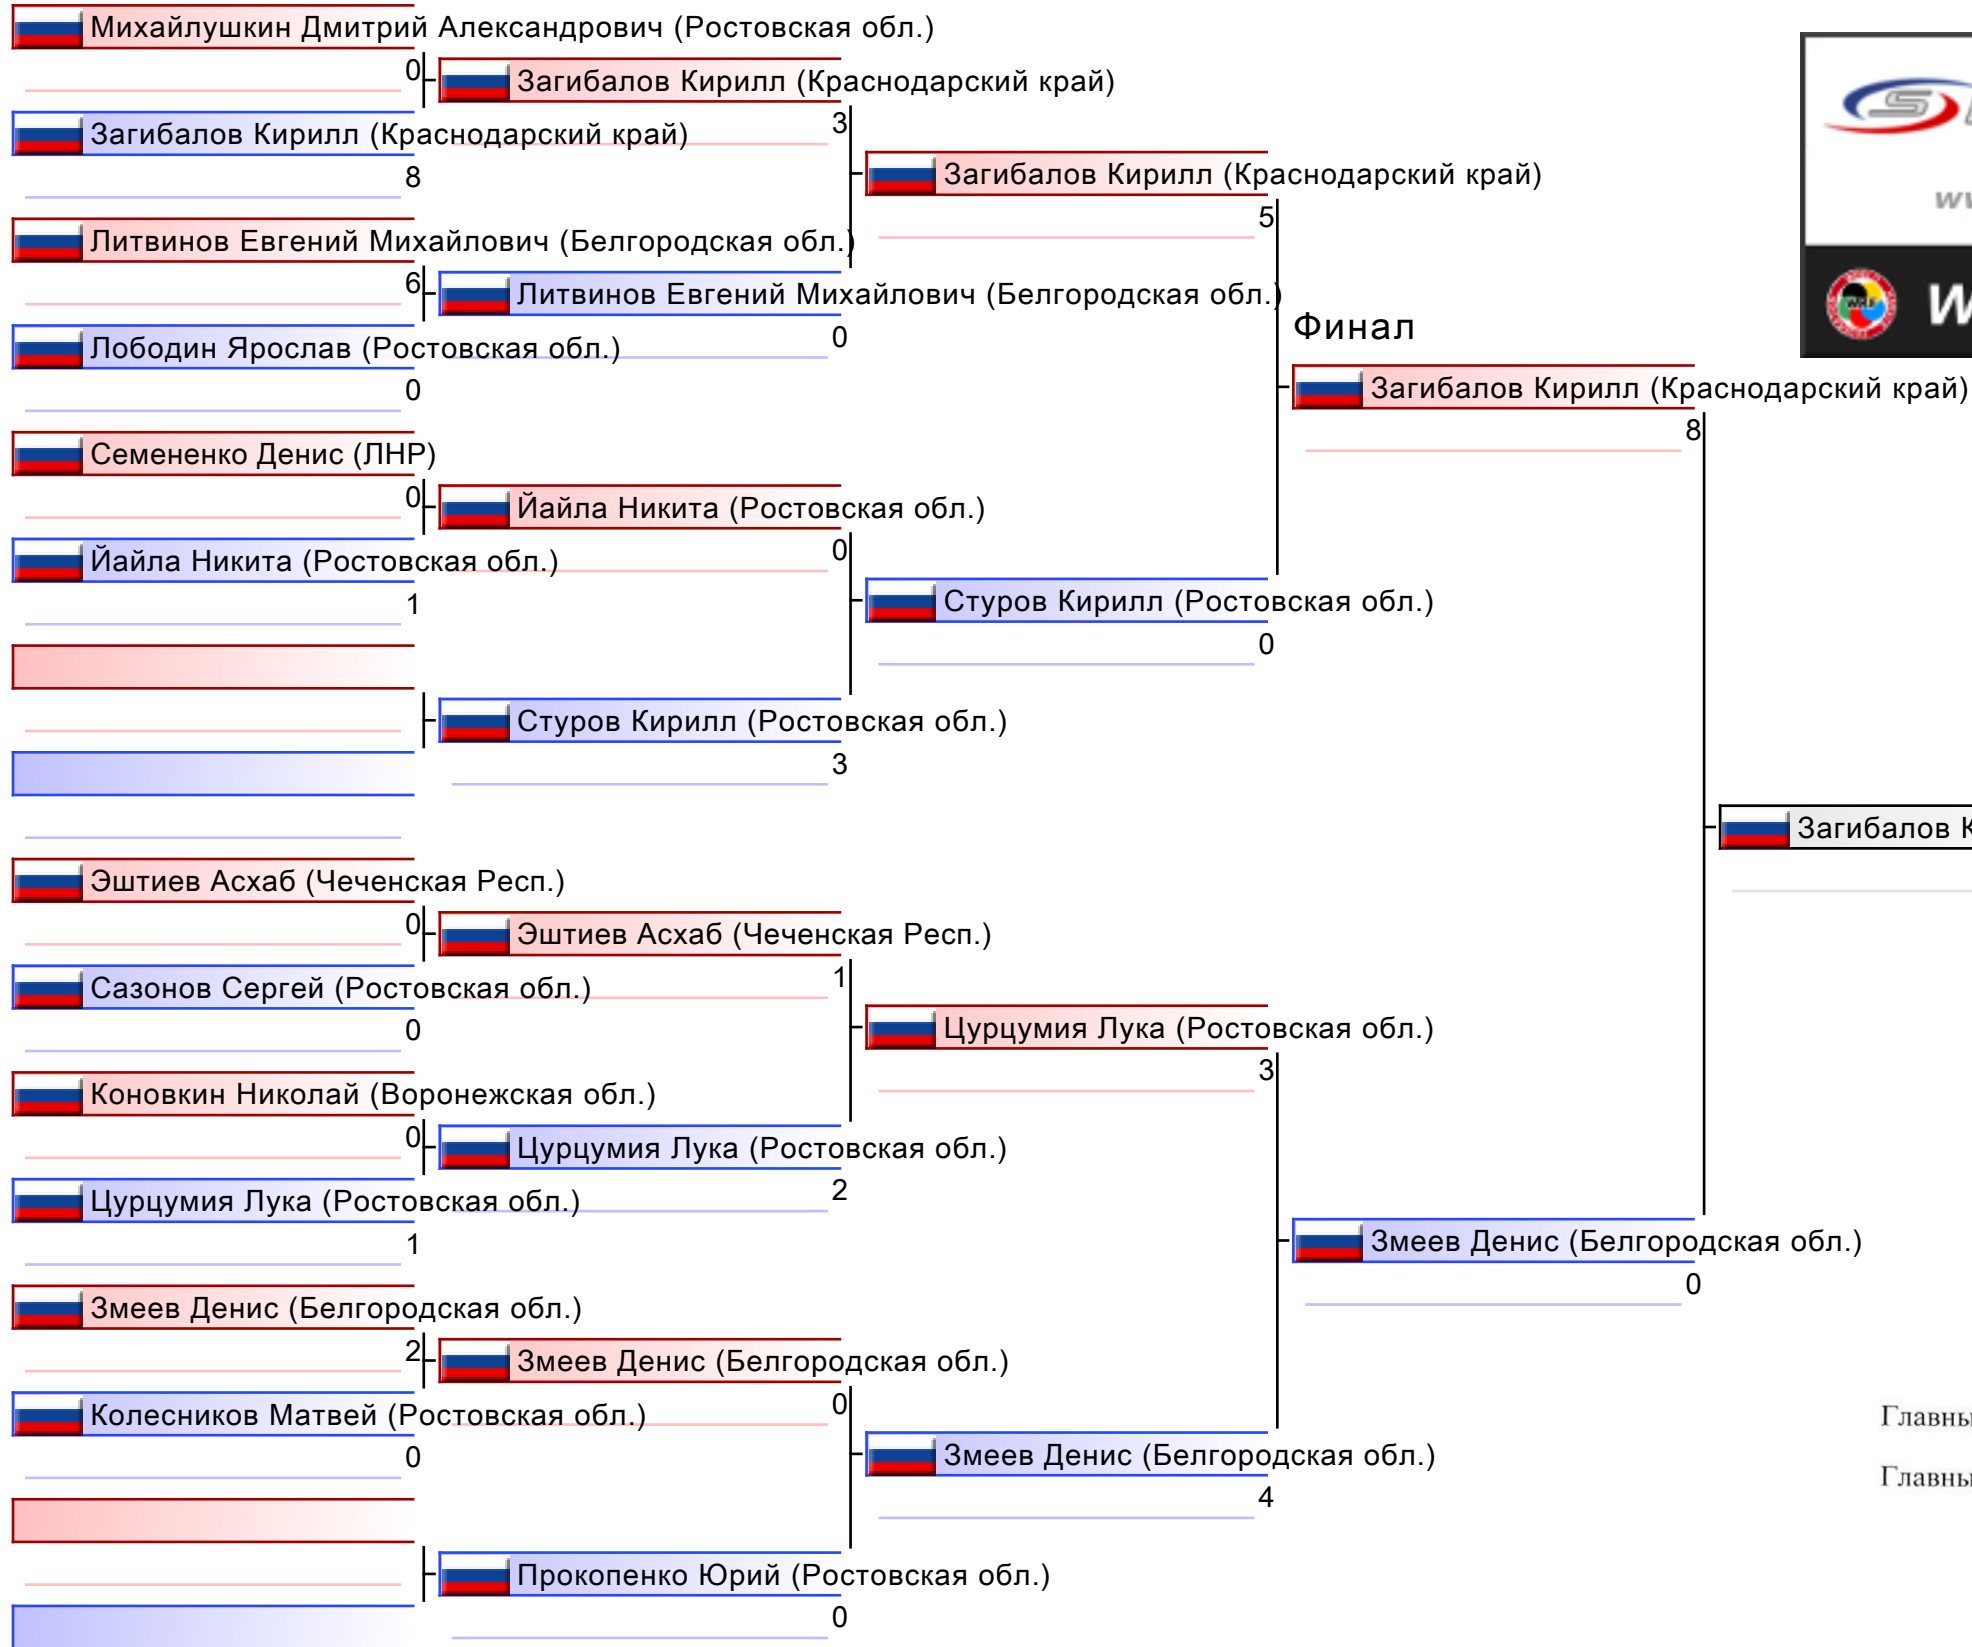 Михайлушкин Дмитрий Александрович (Ростовская обл.)
0
Загибалов Кирилл (Краснодарский край)
8
Литвинов Евгений Михайлович (Белгородская обл.)
6
Лободин Ярослав (Ростовская обл.)
0
Семененко Денис (ЛНР)
0
Йайла Никита (Ростовская обл.)
1
Эштиев Асхаб (Чеченская Респ.)
0
Сазонов Сергей (Ростовская обл.)
0
Коновкин Николай (Воронежская обл.)
0
Цурцумия Лука (Ростовская обл.)
1
Змеев Денис (Белгородская обл.)
2
Колесников Матвей (Ростовская обл.)
0
Загибалов Кирилл (Краснодарский край)
3
Литвинов Евгений Михайлович (Белгородская обл.)
0
Йайла Никита (Ростовская обл.)
0
Стуров Кирилл (Ростовская обл.)
3
Эштиев Асхаб (Чеченская Респ.)
1
Цурцумия Лука (Ростовская обл.)
2
Змеев Денис (Белгородская обл.)
0
Прокопенко Юрий (Ростовская обл.)
0
Загибалов Кирилл (Краснодарский край)
5
Стуров Кирилл (Ростовская обл.)
0
Цурцумия Лука (Ростовская обл.)
3
Змеев Денис (Белгородская обл.)
4
Финал
Загибалов Кирилл (Краснодарский край)
8
Змеев Денис (Белгородская обл.)
0
Загибалов К
Главны
Главны